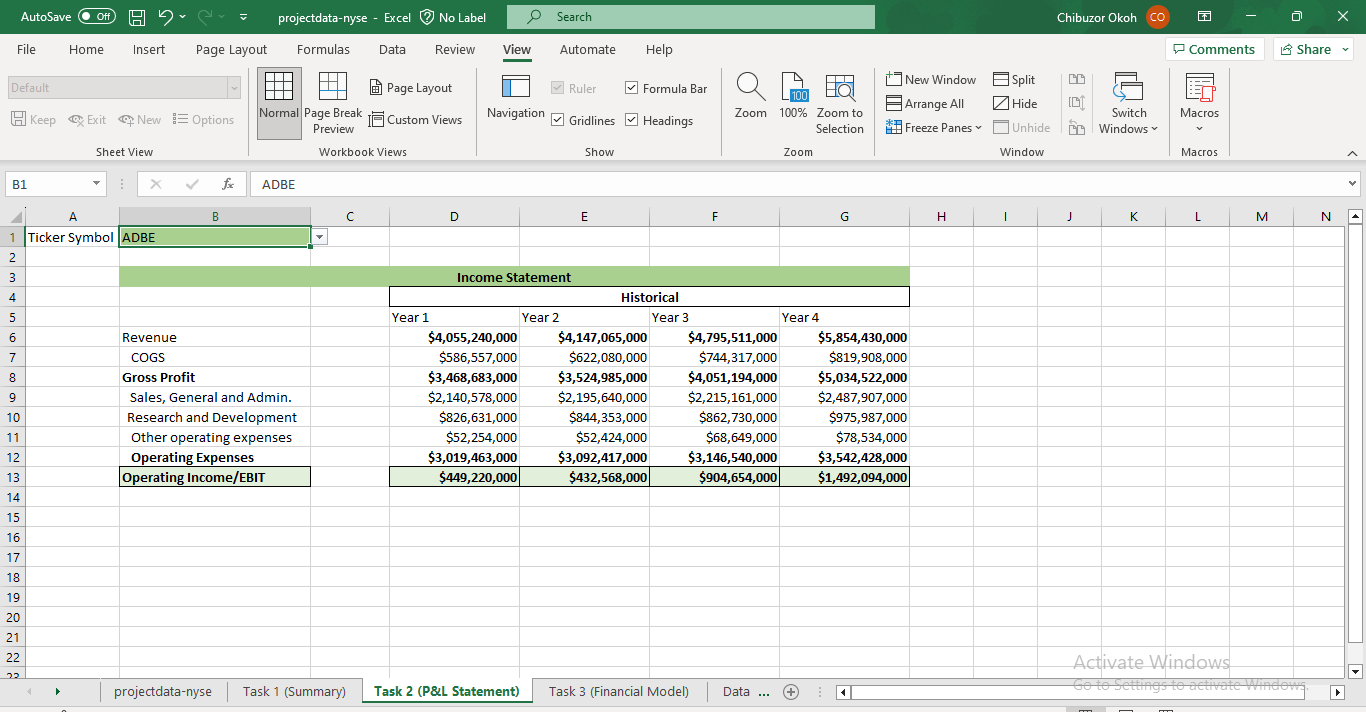 AutoSave Off projectdata-nyse - Excel No Label Search Chibuzor Okoh CO
File Home Insert Page Layout Formulas Data Review View Automate Help Comments Share
Default
Keep Exit New Options
Sheet View
Normal
Page Break Preview
Page Layout
Custom Views
Workbook Views
Navigation
Ruler
Formula Bar
Gridlines
Headings
Show
Zoom
100
100%
Zoom to Selection
Zoom
New Window
Arrange All
Freeze Panes
Split
Hide
Unhide
Switch Windows
Window
Macros
Macros
B1 fx ADBE
A B C D E F G H I J K L M N
1 Ticker Symbol ADBE
2
3 Income Statement
4 Historical
5 Year 1 Year 2 Year 3 Year 4
6 Revenue $4,055,240,000 $4,147,065,000 $4,795,511,000 $5,854,430,000
7 COGS $586,557,000 $622,080,000 $744,317,000 $819,908,000
8 Gross Profit $3,468,683,000 $3,524,985,000 $4,051,194,000 $5,034,522,000
9 Sales, General and Admin. $2,140,578,000 $2,195,640,000 $2,215,161,000 $2,487,907,000
10 Research and Development $826,631,000 $844,353,000 $862,730,000 $975,987,000
11 Other operating expenses $52,254,000 $52,424,000 $68,649,000 $78,534,000
12 Operating Expenses $3,019,463,000 $3,092,417,000 $3,146,540,000 $3,542,428,000
13 Operating Income/EBIT $449,220,000 $432,568,000 $904,654,000 $1,492,094,000
14
15
16
17
18
19
20
21
22
23
Activate Windows
Go to Settings to activate Windows.
projectdata-nyse Task 1 (Summary) Task 2 (P&L Statement) Task 3 (Financial Model) Data ...